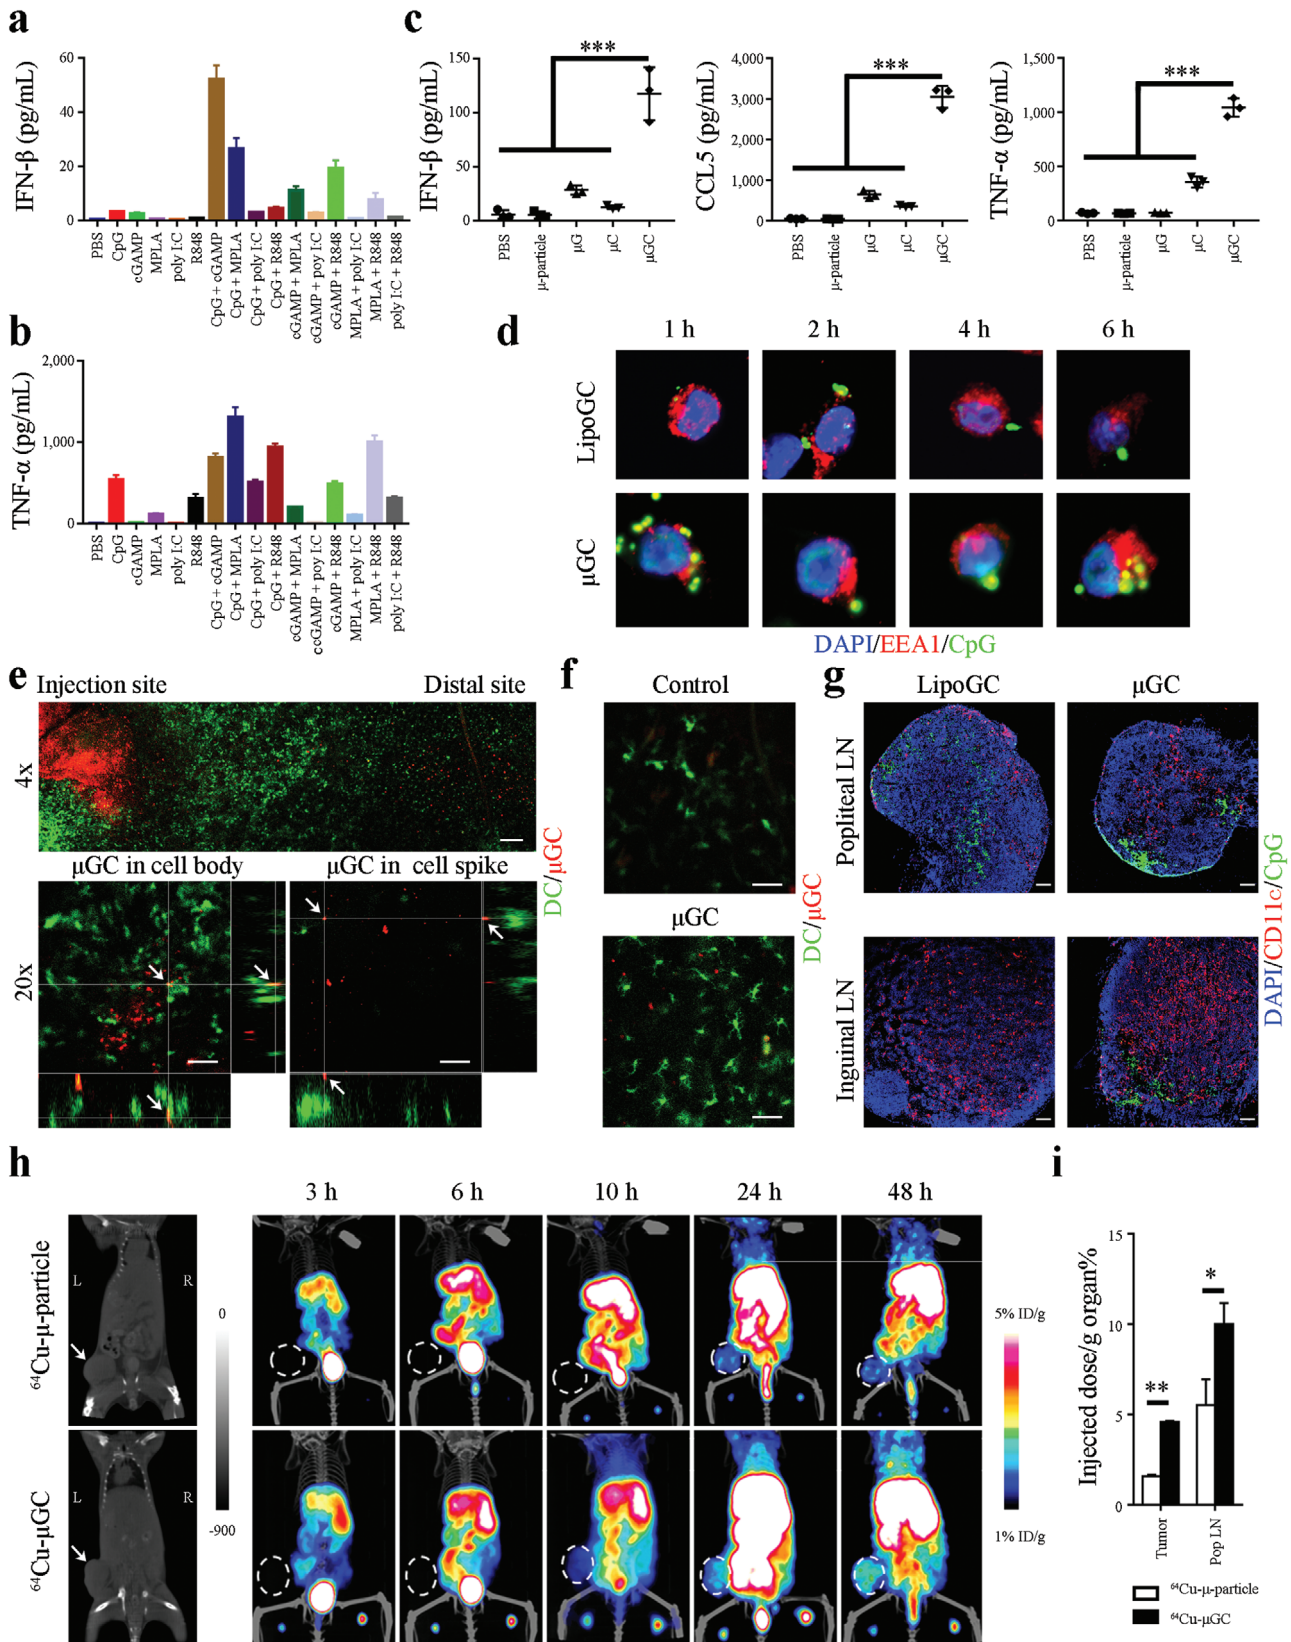 a
IFN-β (pg/mL)
60
40
20
0
PBS
CpG
cGAMP
MPLA
poly I:C
R848
CpG + cGAMP
CpG + MPLA
CpG + poly I:C
CpG + R848
cGAMP + MPLA
cGAMP + poy I:C
cGAMP + R848
MPLA + poly I:C
MPLA + R848
poly I:C + R848
b
TNF-α (pg/mL)
2,000
1,000
0
PBS
CpG
cGAMP
MPLA
poly I:C
R848
CpG + cGAMP
CpG + MPLA
CpG + poly I:C
CpG + R848
cGAMP + MPLA
ccGAMP + poy I:C
cGAMP + R848
MPLA + poly I:C
MPLA + R848
poly I:C + R848
c
IFN-β (pg/mL)
150
100
50
0
***
PBS
μ-particle
μG
μC
μGC
CCL5 (pg/mL)
4,000
3,000
2,000
1,000
0
***
PBS
μ-particle
μG
μC
μGC
TNF-α (pg/mL)
1,500
1,000
500
0
***
PBS
μ-particle
μG
μC
μGC
d
1 h 2 h 4 h 6 h
LipoGC
μGC
DAPI/EEA1/CpG
e
Injection site Distal site
4x
μGC in cell body μGC in cell spike
20x
DC/μGC
f
Control
μGC
DC/μGC
g
LipoGC μGC
Popliteal LN
Inguinal LN
DAPI/CD11c/CpG
h
3 h 6 h 10 h 24 h 48 h
64Cu-μ-particle
L R
64Cu-μGC
L R
0
-900
5% ID/g
1% ID/g
i
Injected dose/g organ%
15
10
5
0
**
*
Tumor
Pop LN
64Cu-μ-particle
64Cu-μGC